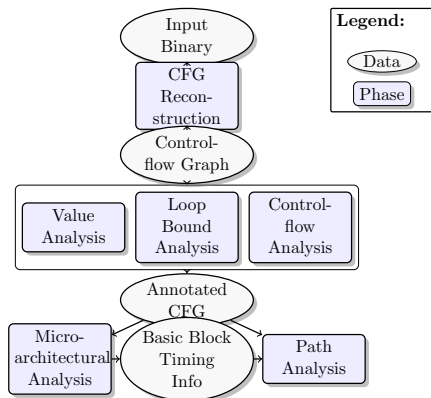 Input
Binary
Legend:
Data
Phase
CFG
Recon-
struction
Control-
flow Graph
Value
Analysis
Loop
Bound
Analysis
Control-
flow
Analysis
Annotated
CFG
Micro-
architectural
Analysis
Basic Block
Timing
Info
Path
Analysis